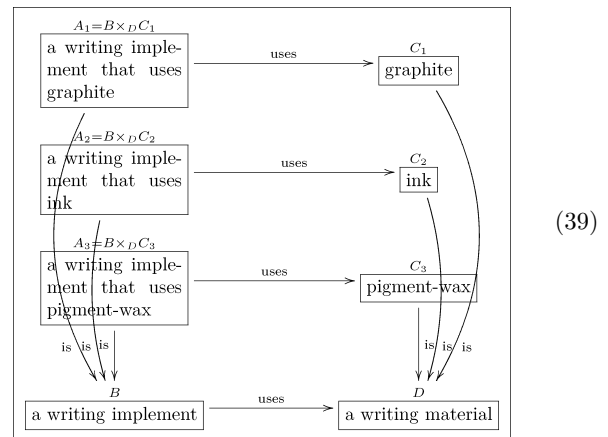 A₁=B×_D C₁
a writing imple-
ment that uses
graphite
uses
C₁
graphite
A₂=B×_D C₂
a writing imple-
ment that uses
ink
uses
C₂
ink
(39)
A₃=B×_D C₃
a writing imple-
ment that uses
pigment-wax
uses
C₃
pigment-wax
is is is
is is is
B
a writing implement
uses
D
a writing material